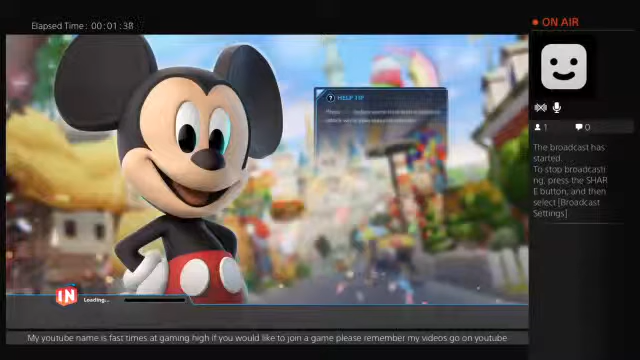 Elapsed Time : 00:01:38
ON AIR
? HELP TIP
1 0
The broadcast has
started.
To stop broadcasti
ng, press the SHAR
E button, and then
select [Broadcast
Settings]
IN Loading...
My youtube name is fast times at gaming high if you would like to join a game please remember my videos go on youtube